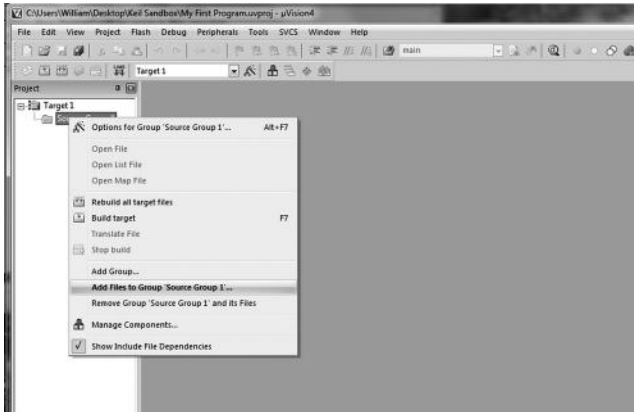 C:\Users\William\Desktop\Keil Sandbox\My First Program.uvproj - µVision4
File Edit View Project Flash Debug Peripherals Tools SVCS Window Help
main
Target 1
Project
Target 1
Options for Group 'Source Group 1'... Alt+F7
Open File
Open List File
Open Map File
Rebuild all target files
Build target F7
Translate File
Stop build
Add Group...
Add Files to Group 'Source Group 1'...
Remove Group 'Source Group 1' and its Files
Manage Components...
Show Include File Dependencies